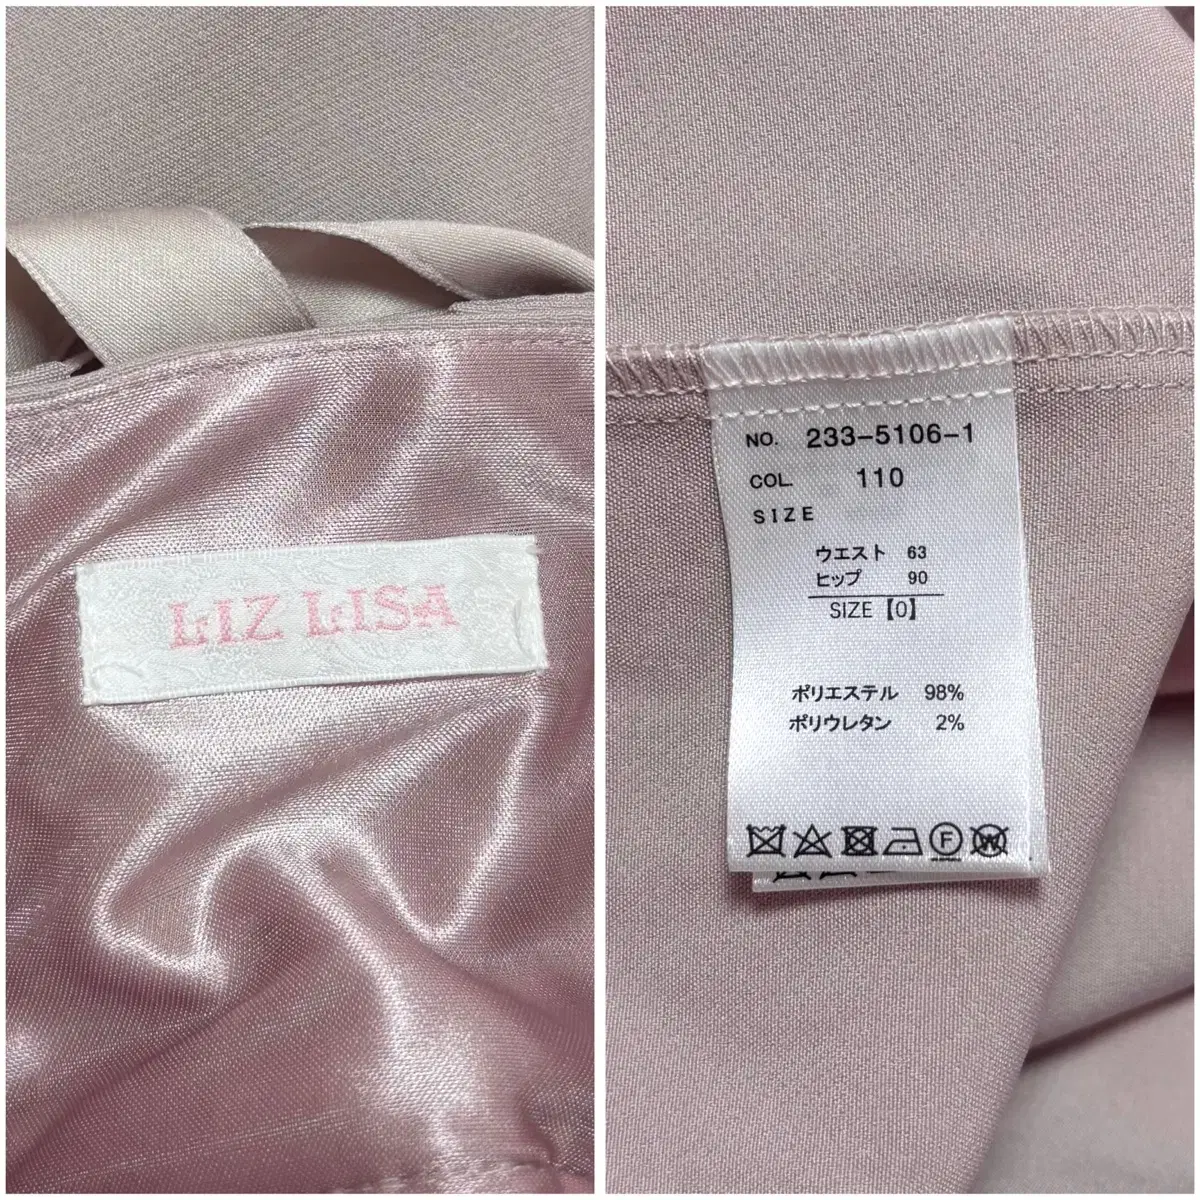 LIZ LISA
NO. 233-5106-1
COL. 110
SIZE
ウエスト 63
ヒップ 90
SIZE【0】
ポリエステル 98%
ポリウレタン 2%
F W